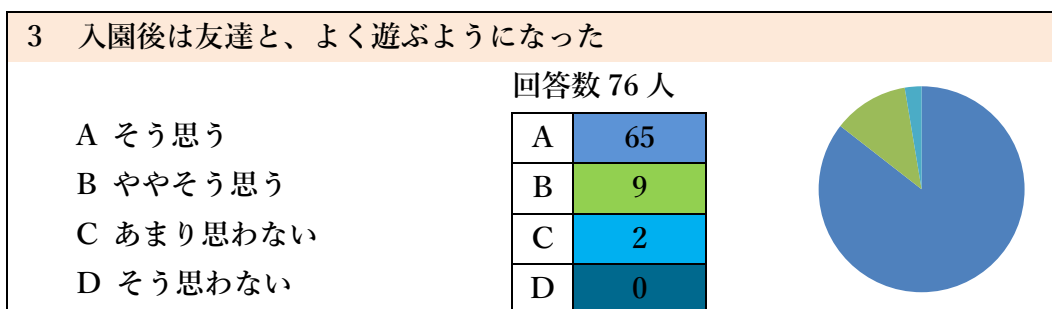 3 入園後は友達と、よく遊ぶようになった
回答数 76 人
A そう思う
A 65
B ややそう思う
B 9
C あまり思わない
C 2
D そう思わない
D 0